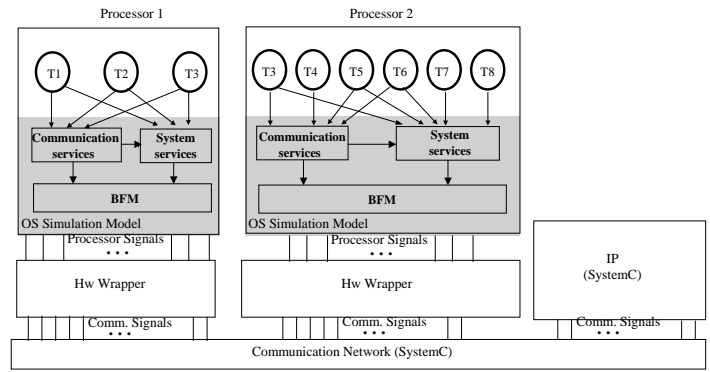 Processor 1
Processor 2
T1 T2 T3
T3 T4 T5 T6 T7 T8
Communication services
System services
BFM
OS Simulation Model
Communication services
System services
BFM
OS Simulation Model
Processor Signals
• • •
Processor Signals
• • •
Hw Wrapper
Hw Wrapper
IP
(SystemC)
Comm. Signals
• • •
Comm. Signals
• • •
Comm. Signals
• • •
Communication Network (SystemC)